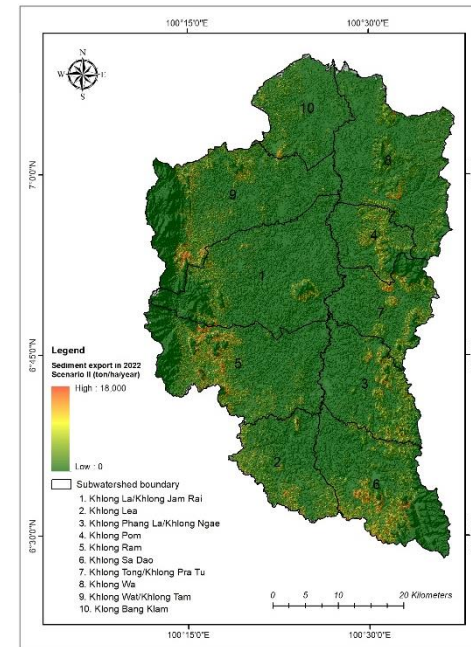 100°15'0"E 100°30'0"E
N
W E
S
10
8
7°0'0"N
9
4
1
7
6°45'0"N
Legend
Sediment export in 2022
Scenario II (ton/ha/year)
High : 18,000
Low : 0
5
3
2
6
Subwatershed boundary
1. Khlong La/Khlong Jam Rai
2. Khlong Lea
3. Khlong Phang La/Khlong Ngae
4. Khlong Pom
5. Khlong Ram
6. Khlong Sa Dao
7. Khlong Tong/Khlong Pra Tu
8. Khlong Wa
9. Khlong Wat/Khlong Tam
10. Klong Bang Klam
6°30'0"N
0 5 10 20 Kilometers
100°15'0"E 100°30'0"E